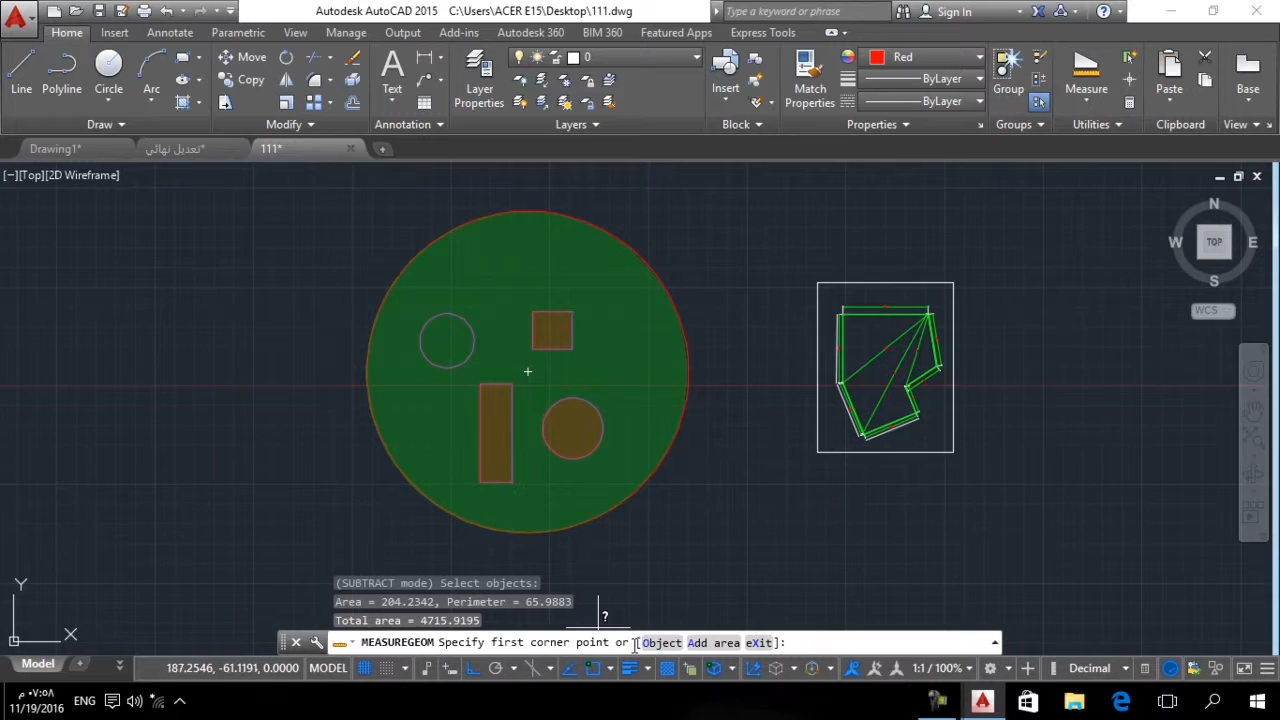 Autodesk AutoCAD 2015 C:\Users\ACER E15\Desktop\111.dwg Type a keyword or phrase Sign In
Home Insert Annotate Parametric View Manage Output Add-ins Autodesk 360 BIM 360 Featured Apps Express Tools
Line Polyline Circle Arc Move Copy Text Layer Properties 0 Insert Match Properties Red ByLayer ByLayer Group Measure Paste Base
Draw Modify Annotation Layers Block Properties Groups Utilities Clipboard View
Drawing1* تعديل نهائي* 111*
[−][Top][2D Wireframe]
N
W TOP E
S
WCS
Y
X
(SUBTRACT mode) Select objects:
Area = 204.2342, Perimeter = 65.9883
Total area = 4715.9195
?
MEASUREGEOM Specify first corner point or [Object Add area eXit]:
Model
187.2546, -61.1191, 0.0000 MODEL 1:1 / 100% Decimal
ENG
م ٠٧:٥٨
11/19/2016